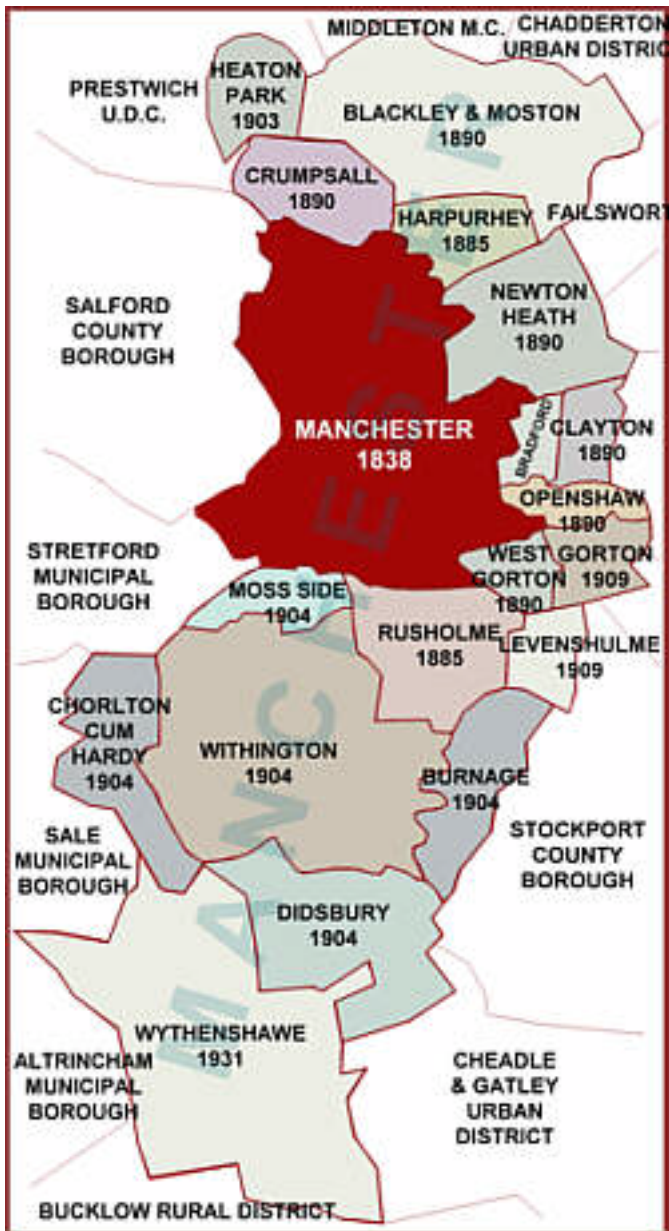 MIDDLETON M.C.
CHADDERTON
URBAN DISTRIC
PRESTWICH
U.D.C.
HEATON
PARK
1903
BLACKLEY & MOSTON
1890
CRUMPSALL
1890
HARPURHEY
1885
FAILSWORT
SALFORD
COUNTY
BOROUGH
NEWTON
HEATH
1890
MANCHESTER
1838
BRADFORD
CLAYTON
1890
OPENSHAW
1890
STRETFORD
MUNICIPAL
BOROUGH
WEST
GORTON
1890
GORTON
1909
MOSS SIDE
1904
RUSHOLME
1885
LEVENSHULME
1909
CHORLTON
CUM
HARDY
1904
WITHINGTON
1904
BURNAGE
1904
SALE
MUNICIPAL
BOROUGH
STOCKPORT
COUNTY
BOROUGH
DIDSBURY
1904
WYTHENSHAWE
1931
ALTRINCHAM
MUNICIPAL
BOROUGH
CHEADLE
& GATLEY
URBAN
DISTRICT
BUCKLOW RURAL DISTRICT
MANCHESTER